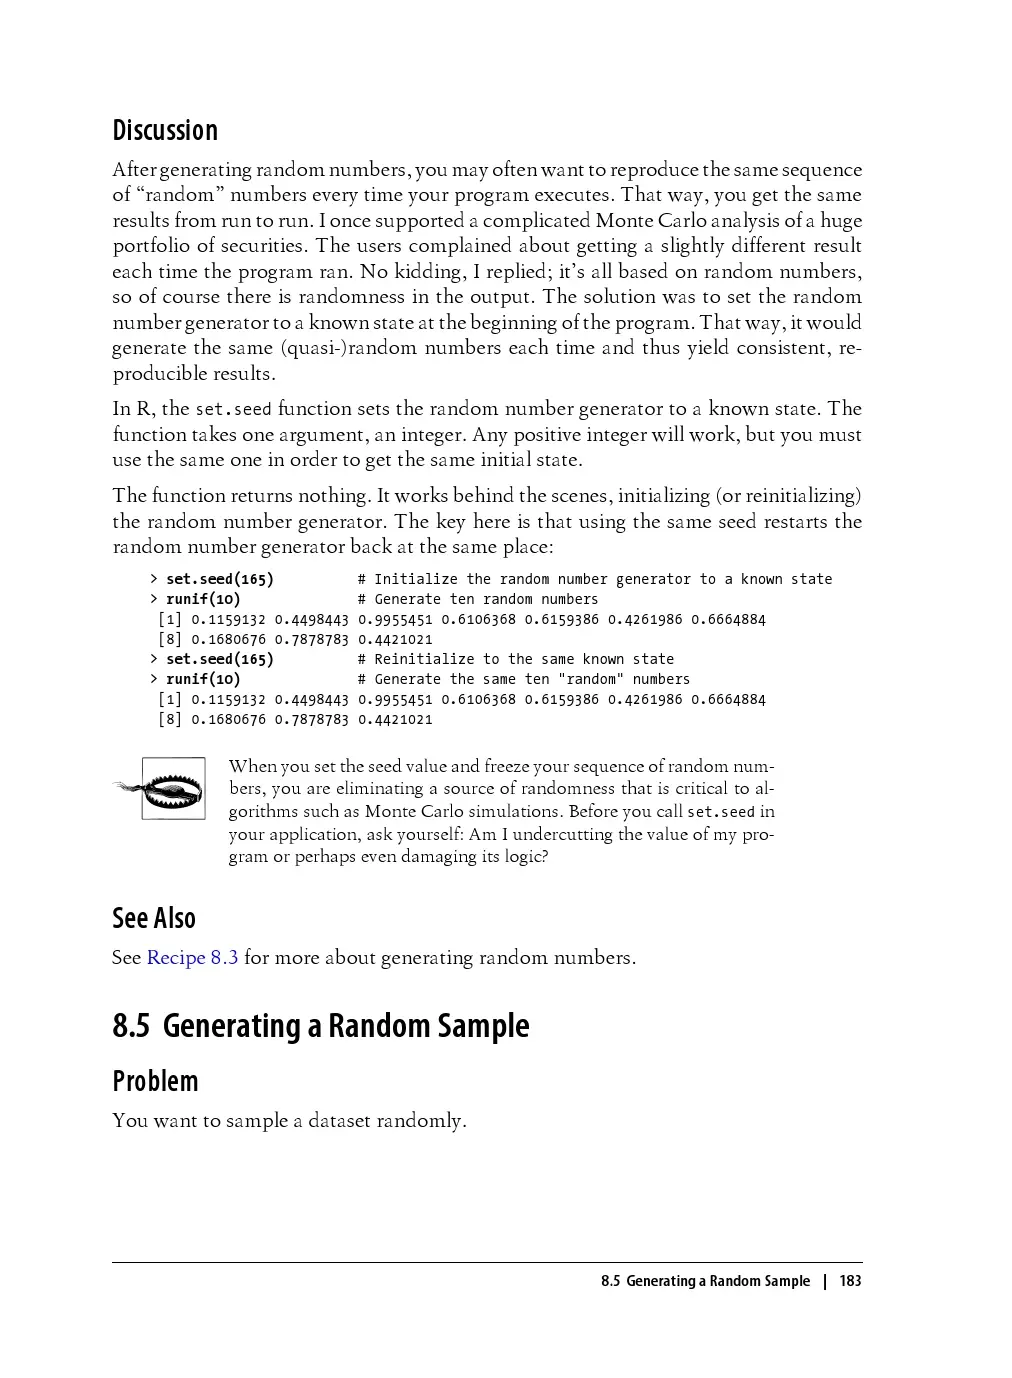 Discussion
After generating random numbers, you may often want to reproduce the same sequence
of “random” numbers every time your program executes. That way, you get the same
results from run to run. I once supported a complicated Monte Carlo analysis of a huge
portfolio of securities. The users complained about getting a slightly different result
each time the program ran. No kidding, I replied; it’s all based on random numbers,
so of course there is randomness in the output. The solution was to set the random
number generator to a known state at the beginning of the program. That way, it would
generate the same (quasi-)random numbers each time and thus yield consistent, re-
producible results.
In R, the set.seed function sets the random number generator to a known state. The
function takes one argument, an integer. Any positive integer will work, but you must
use the same one in order to get the same initial state.
The function returns nothing. It works behind the scenes, initializing (or reinitializing)
the random number generator. The key here is that using the same seed restarts the
random number generator back at the same place:
> set.seed(165) # Initialize the random number generator to a known state
> runif(10) # Generate ten random numbers
[1] 0.1159132 0.4498443 0.9955451 0.6106368 0.6159386 0.4261986 0.6664884
[8] 0.1680676 0.7878783 0.4421021
> set.seed(165) # Reinitialize to the same known state
> runif(10) # Generate the same ten "random" numbers
[1] 0.1159132 0.4498443 0.9955451 0.6106368 0.6159386 0.4261986 0.6664884
[8] 0.1680676 0.7878783 0.4421021
When you set the seed value and freeze your sequence of random num-
bers, you are eliminating a source of randomness that is critical to al-
gorithms such as Monte Carlo simulations. Before you call set.seed in
your application, ask yourself: Am I undercutting the value of my pro-
gram or perhaps even damaging its logic?
See Also
See Recipe 8.3 for more about generating random numbers.
8.5 Generating a Random Sample
Problem
You want to sample a dataset randomly.
8.5 Generating a Random Sample | 183